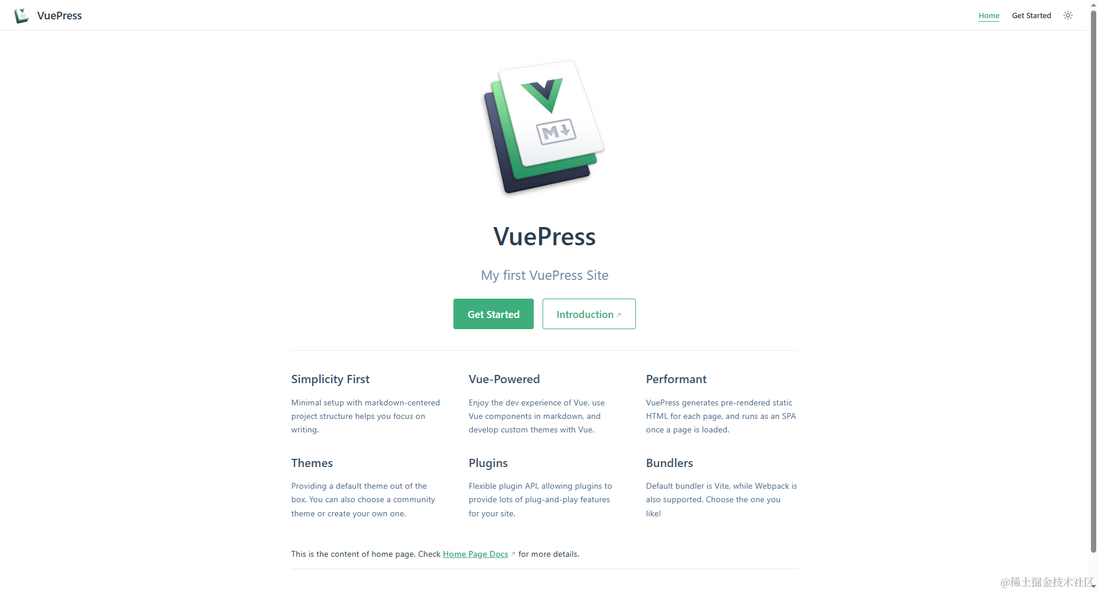 VuePress
Home Get Started
M
VuePress
My first VuePress Site
Get Started Introduction
Simplicity First
Minimal setup with markdown-centered
project structure helps you focus on
writing.
Vue-Powered
Enjoy the dev experience of Vue, use
Vue components in markdown, and
develop custom themes with Vue.
Performant
VuePress generates pre-rendered static
HTML for each page, and runs as an SPA
once a page is loaded.
Themes
Providing a default theme out of the
box. You can also choose a community
theme or create your own one.
Plugins
Flexible plugin API, allowing plugins to
provide lots of plug-and-play features
for your site.
Bundlers
Default bundler is Vite, while Webpack is
also supported. Choose the one you
like!
This is the content of home page. Check Home Page Docs for more details.
@稀土掘金技术社区